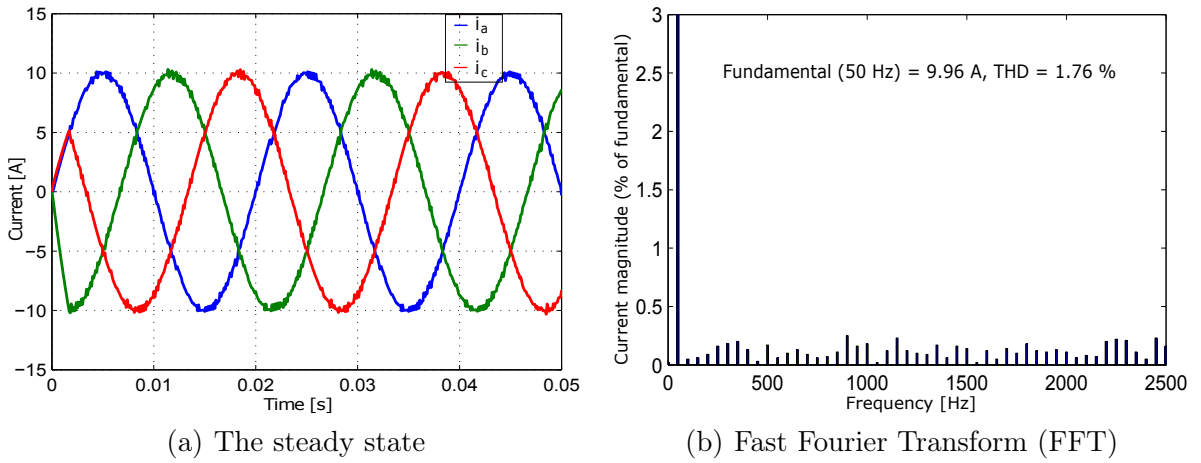 15
10
5
0
−5
−10
−15
Current [A]
i a
i b
i c
0
0.01
0.02
0.03
0.04
0.05
Time [s]
(a) The steady state
3
2.5
2
1.5
1
0.5
0
Current magnitude (% of fundamental)
Fundamental (50 Hz) = 9.96 A, THD = 1.76 %
0
500
1000
1500
2000
2500
Frequency [Hz]
(b) Fast Fourier Transform (FFT)